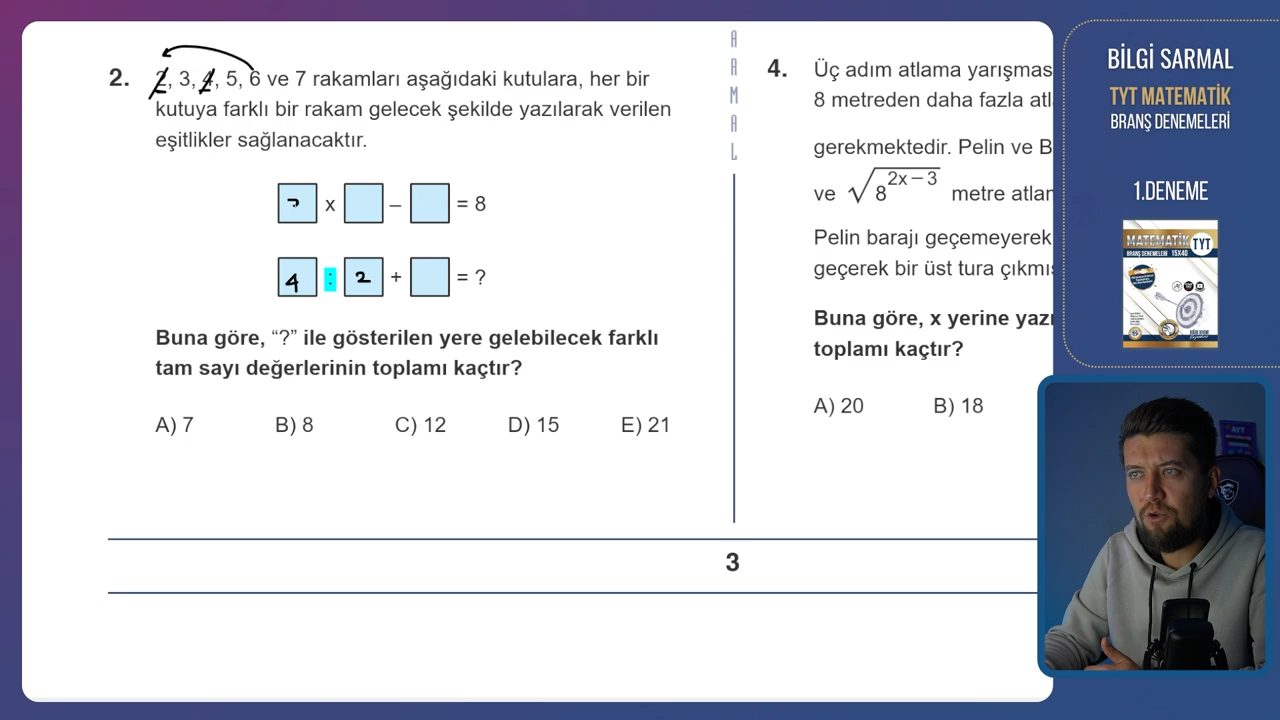 2. 2, 3, 4, 5, 6 ve 7 rakamları aşağıdaki kutulara, her bir
kutuya farklı bir rakam gelecek şekilde yazılarak verilen
eşitlikler sağlanacaktır.
x – = 8
4 : 2 + = ?
Buna göre, “?” ile gösterilen yere gelebilecek farklı
tam sayı değerlerinin toplamı kaçtır?
A) 7 B) 8 C) 12 D) 15 E) 21
3
ARMAL
4. Üç adım atlama yarışmas
8 metreden daha fazla atl
gerekmektedir. Pelin ve B
ve √8^(2x – 3) metre atlan
Pelin barajı geçemeyerek
geçerek bir üst tura çıkmış
Buna göre, x yerine yazı
toplamı kaçtır?
A) 20 B) 18
BİLGİ SARMAL
TYT MATEMATİK
BRANŞ DENEMELERİ
1.DENEME
MATEMATİK TYT
BRANŞ DENEMELERİ 15X40